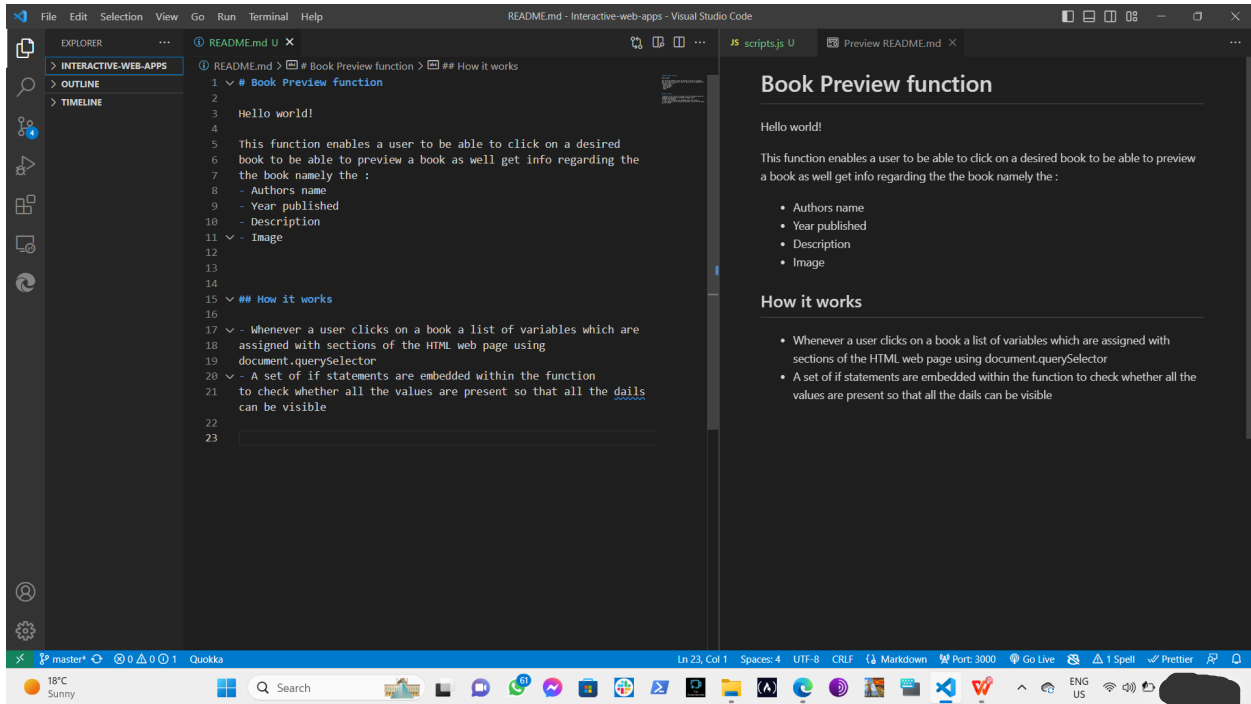 File Edit Selection View Go Run Terminal Help
README.md - Interactive-web-apps - Visual Studio Code
EXPLORER
INTERACTIVE-WEB-APPS
OUTLINE
TIMELINE
README.md U
README.md > # Book Preview function > ## How it works
1 # Book Preview function
2
3 Hello world!
4
5 This function enables a user to be able to click on a desired
6 book to be able to preview a book as well get info regarding the
7 the book namely the :
8 - Authors name
9 - Year published
10 - Description
11 - Image
12
13
14
15 ## How it works
16
17 - Whenever a user clicks on a book a list of variables which are
18 assigned with sections of the HTML web page using
19 document.querySelector
20 - A set of if statements are embedded within the function
21 to check whether all the values are present so that all the dails
can be visible
22
23
JS scripts.js U
Preview README.md
Book Preview function
Hello world!
This function enables a user to be able to click on a desired book to be able to preview
a book as well get info regarding the the book namely the :
• Authors name
• Year published
• Description
• Image
How it works
• Whenever a user clicks on a book a list of variables which are assigned with
sections of the HTML web page using document.querySelector
• A set of if statements are embedded within the function to check whether all the
values are present so that all the dails can be visible
4
master* 0 0 1 Quokka
Ln 23, Col 1 Spaces: 4 UTF-8 CRLF Markdown Port: 3000 Go Live 1 Spell Prettier
18°C
Sunny
Search
61
ENG
US